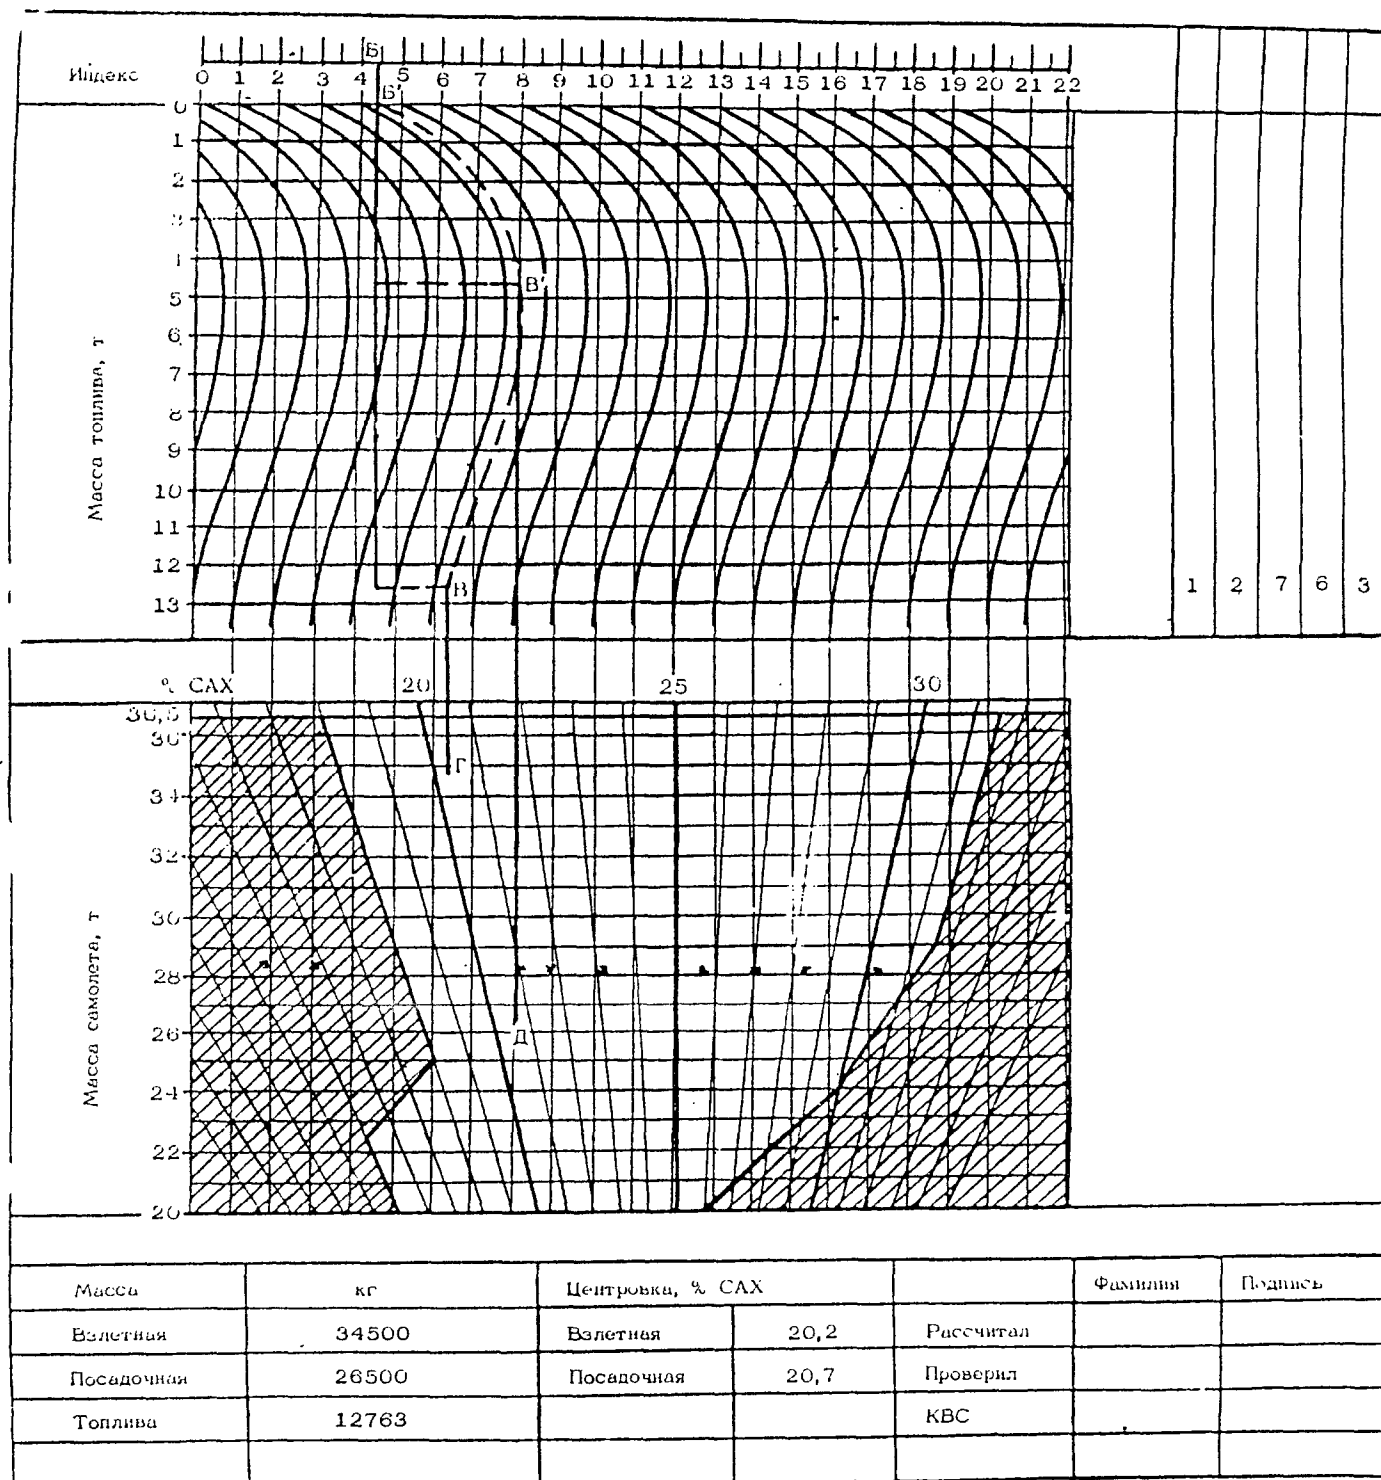 Б
Индекс
0 1 2 3 4 5 6 7 8 9 10 11 12 13 14 15 16 17 18 19 20 21 22
Б'
0
1
2
3
4
5
6
7
8
9
10
11
12
13
Масса топлива, т
В'
В
1 2 7 6 3
% САХ 20 25 30
36,5
36
34
32
30
28
26
24
22
20
Масса самолета, т
Г
Д
Масса кг Центровка, % САХ Фамилия Подпись
Взлетная 34500 Взлетная 20,2 Рассчитал
Посадочная 26500 Посадочная 20,7 Проверил
Топлива 12763 КВС